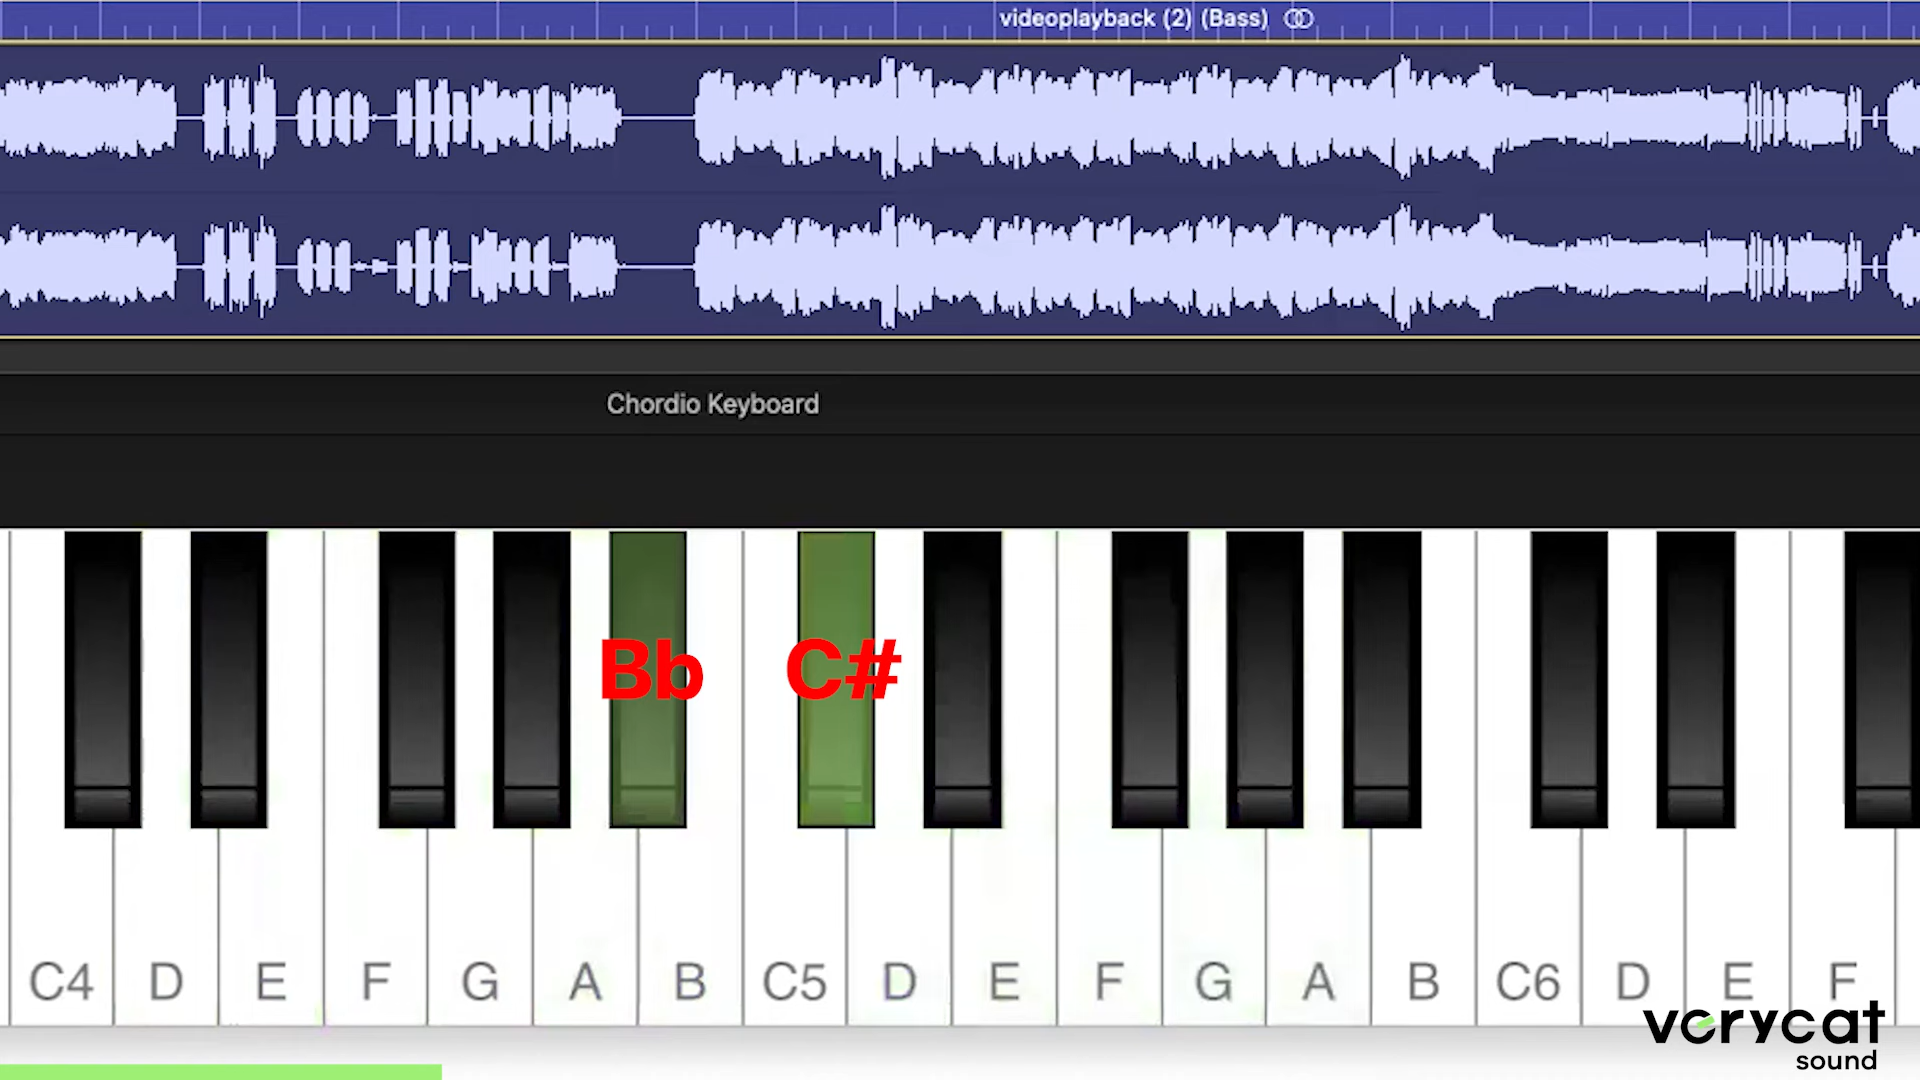 videoplayback (2) (Bass)
Chordio Keyboard
Bb C#
C4 D E F G A B C5 D E F G A B C6 D E F
verycat
sound